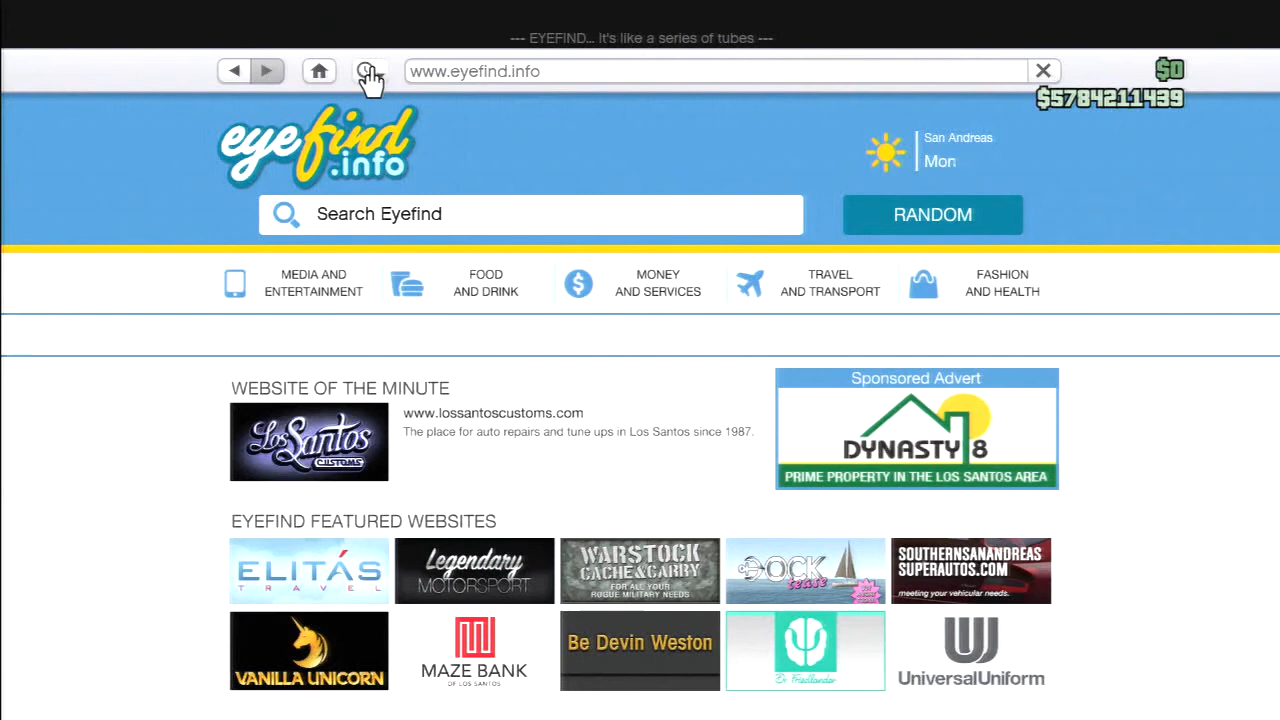 --- EYEFIND... It's like a series of tubes ---
www.eyefind.info
$0
$5784211439
eyefind
.info
San Andreas
Mon
Search Eyefind
RANDOM
MEDIA AND
ENTERTAINMENT
FOOD
AND DRINK
MONEY
AND SERVICES
TRAVEL
AND TRANSPORT
FASHION
AND HEALTH
WEBSITE OF THE MINUTE
Los Santos
CUSTOMS
www.lossantoscustoms.com
The place for auto repairs and tune ups in Los Santos since 1987.
Sponsored Advert
DYNASTY 8
PRIME PROPERTY IN THE LOS SANTOS AREA
EYEFIND FEATURED WEBSITES
ELITÁS
TRAVEL
Legendary
MOTORSPORT
WARSTOCK
CACHE & CARRY
FOR ALL YOUR
ROGUE MILITARY NEEDS
DOCK
tease
SOUTHERNSANANDREAS
SUPERAUTOS.COM
meeting your vehicular needs.
VANILLA UNICORN
MAZE BANK
OF LOS SANTOS
Be Devin Weston
Dr Friedlander
UniversalUniform